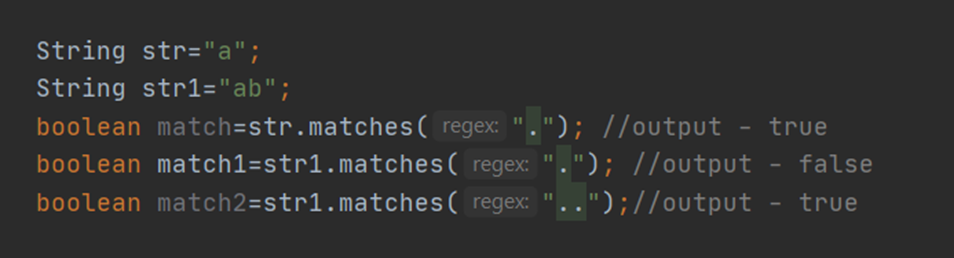 String str="a";
String str1="ab";
boolean match=str.matches( regex: "."); //output - true
boolean match1=str1.matches( regex: "."); //output - false
boolean match2=str1.matches( regex: "..");//output - true